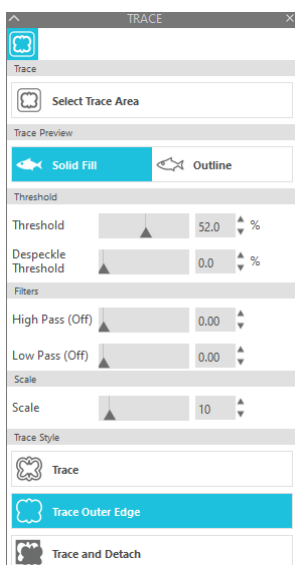 TRACE
Trace
Select Trace Area
Trace Preview
Solid Fill Outline
Threshold
Threshold 52.0 %
Despeckle
Threshold 0.0 %
Filters
High Pass (Off) 0.00
Low Pass (Off) 0.00
Scale
Scale 10
Trace Style
Trace
Trace Outer Edge
Trace and Detach